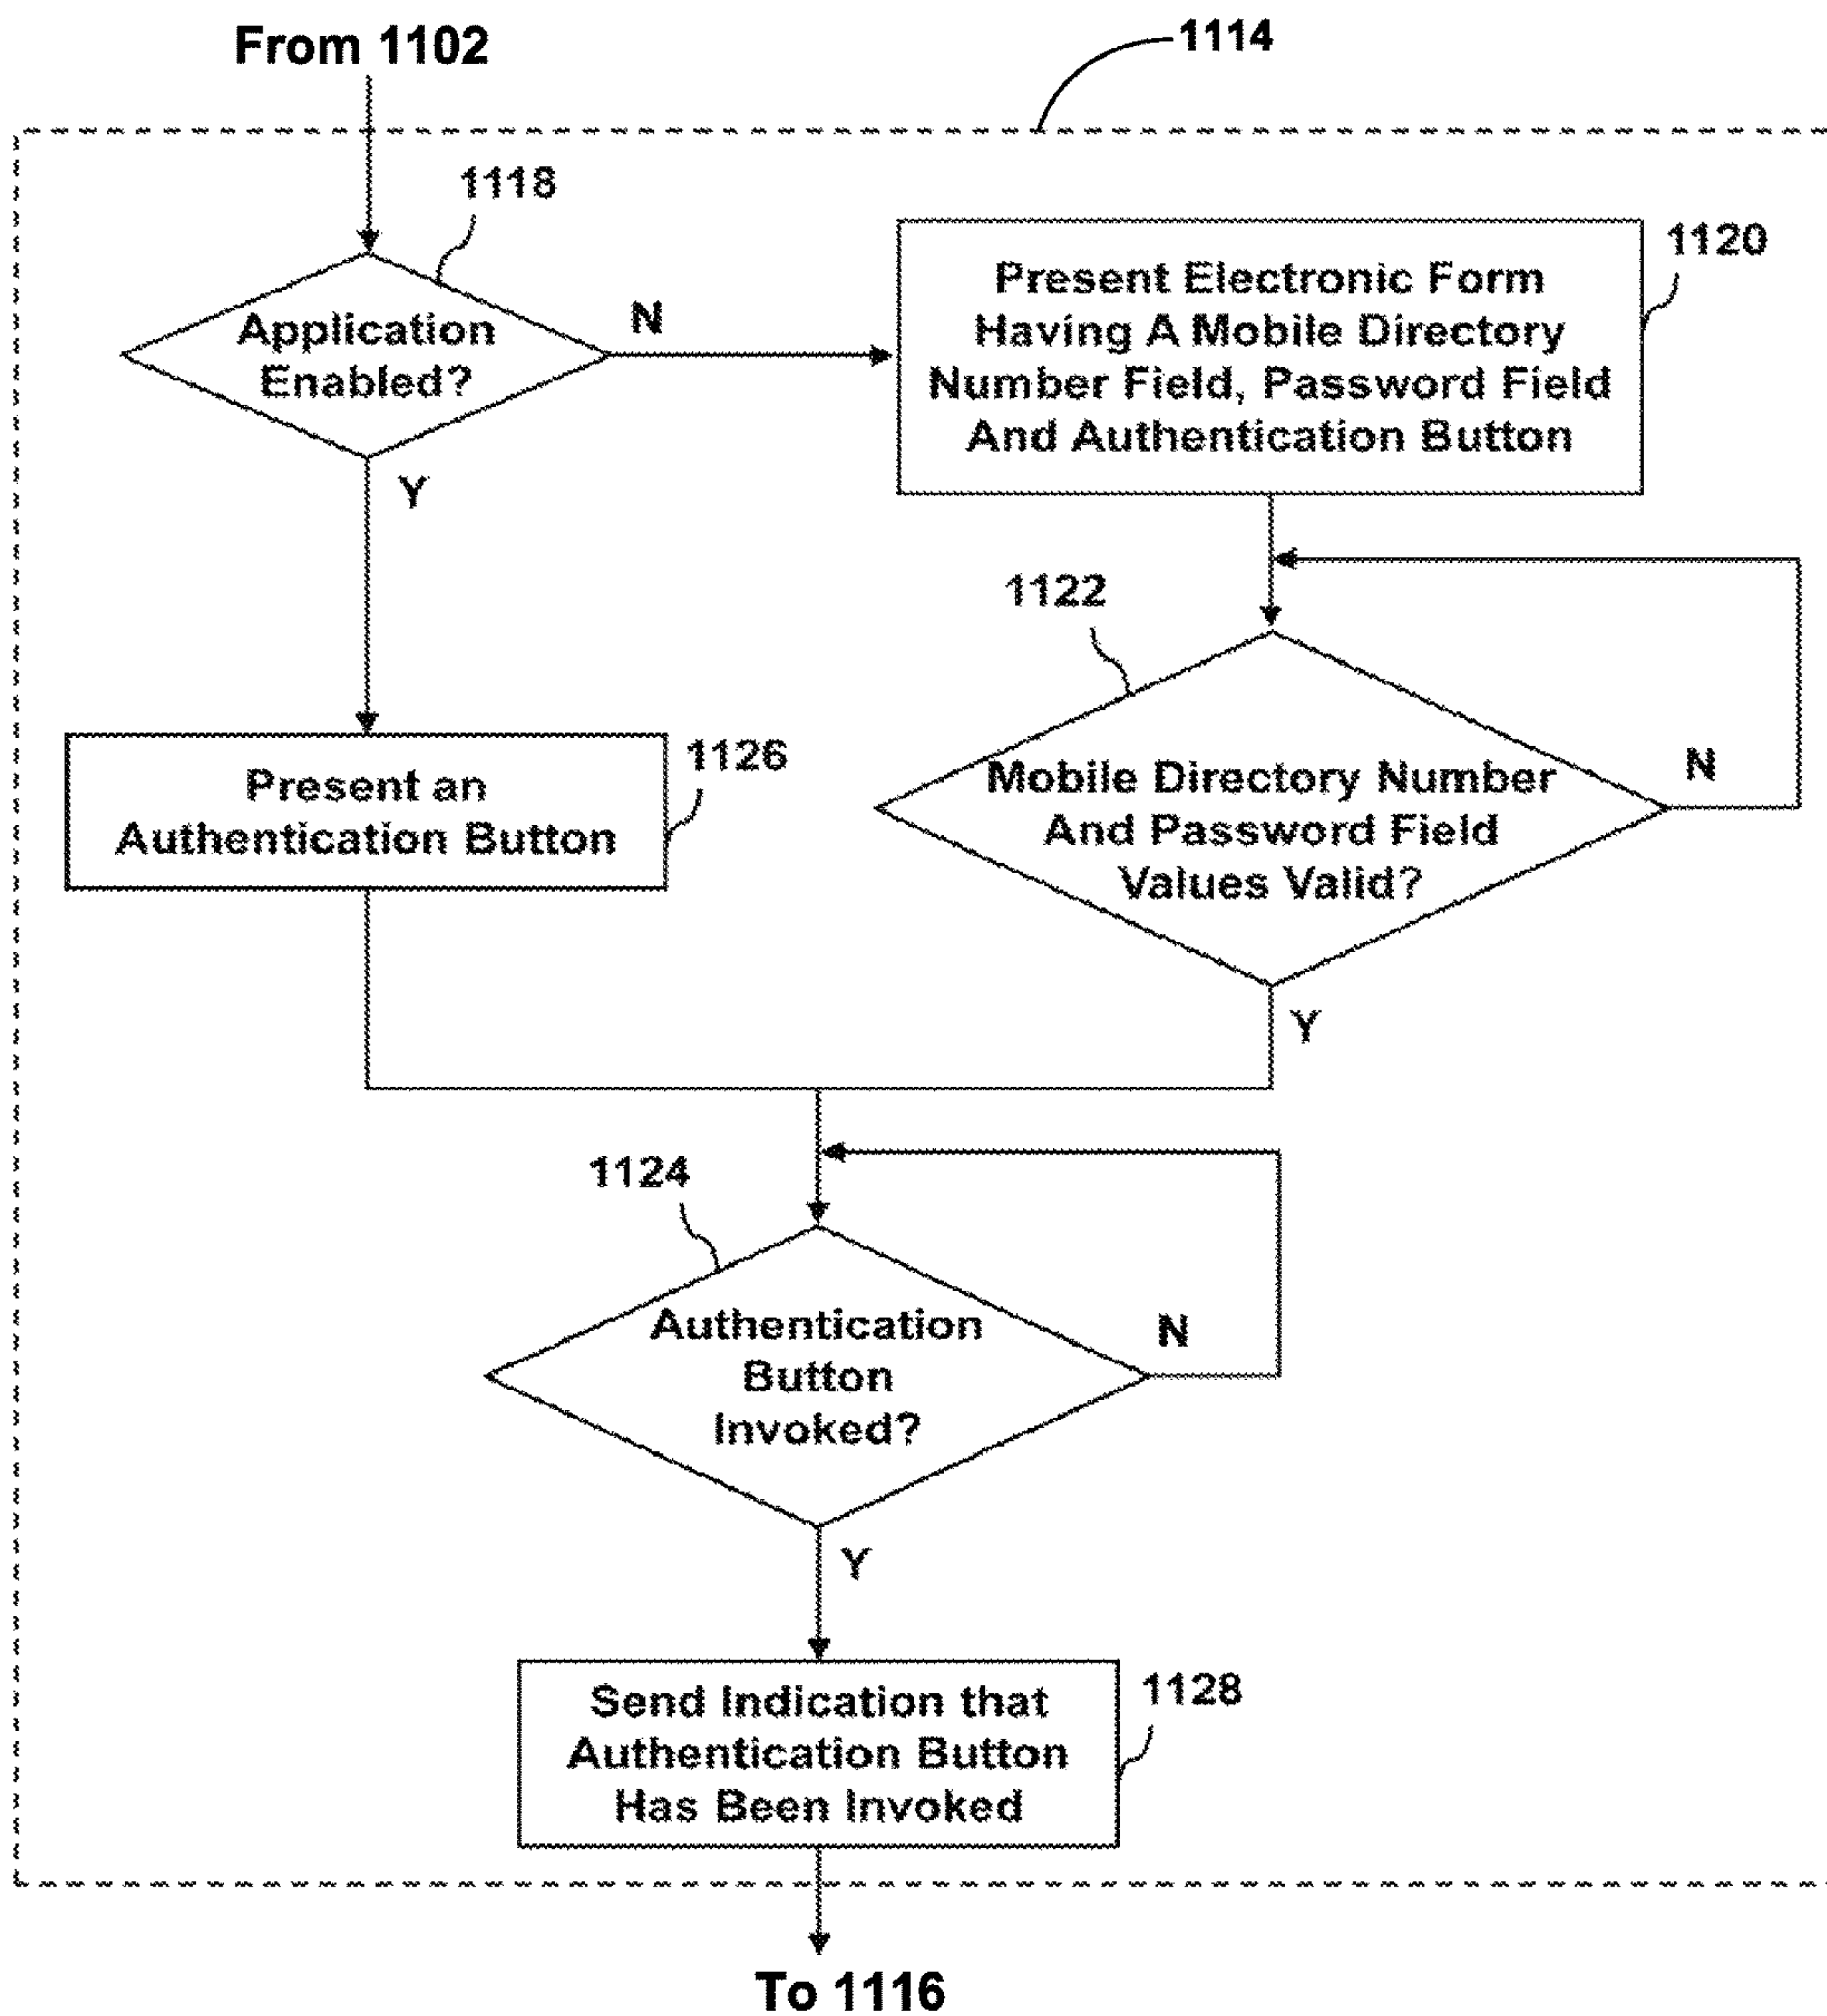 From 1102
1114
1118
Application
Enabled?
N
Y
1120
Present Electronic Form
Having A Mobile Directory
Number Field, Password Field
And Authentication Button
1122
Mobile Directory Number
And Password Field
Values Valid?
N
Y
1126
Present an
Authentication Button
1124
Authentication
Button
Invoked?
N
Y
1128
Send Indication that
Authentication Button
Has Been Invoked
To 1116